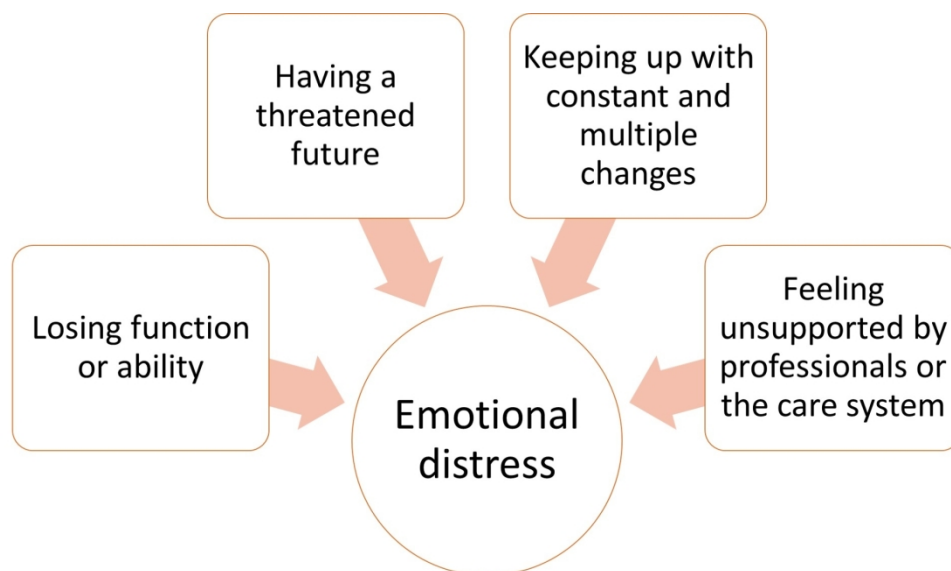 Having a
threatened
future
Keeping up with
constant and
multiple
changes
Losing function
or ability
Feeling
unsupported by
professionals or
the care system
Emotional
distress